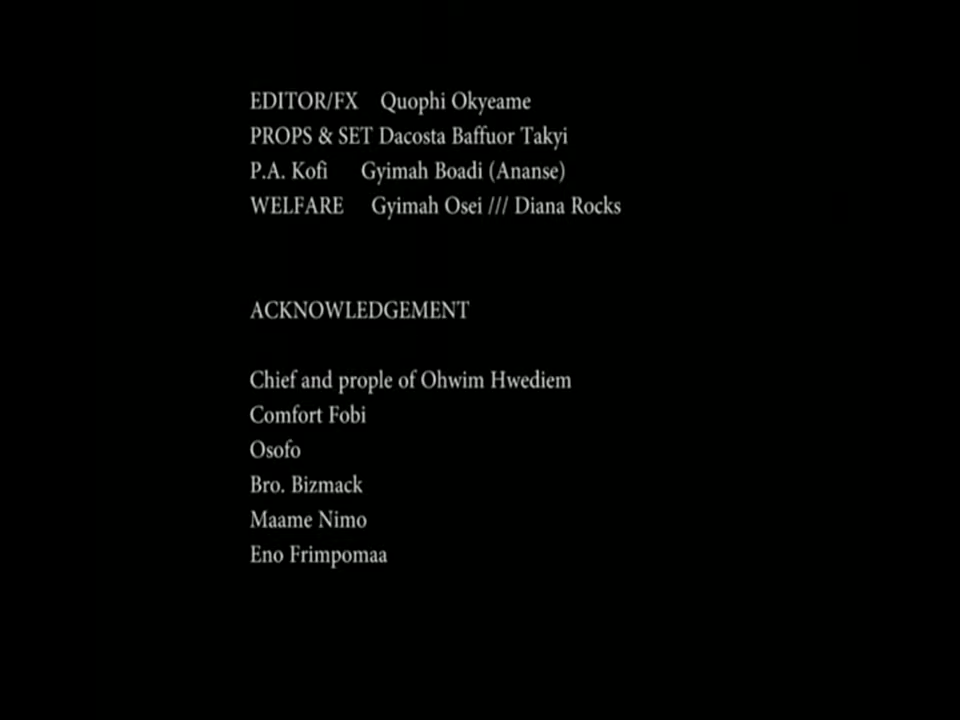 EDITOR/FX Quophi Okyeame
PROPS & SET Dacosta Baffuor Takyi
P.A. Kofi Gyimah Boadi (Ananse)
WELFARE Gyimah Osei /// Diana Rocks
ACKNOWLEDGEMENT
Chief and prople of Ohwim Hwediem
Comfort Fobi
Osofo
Bro. Bizmack
Maame Nimo
Eno Frimpomaa